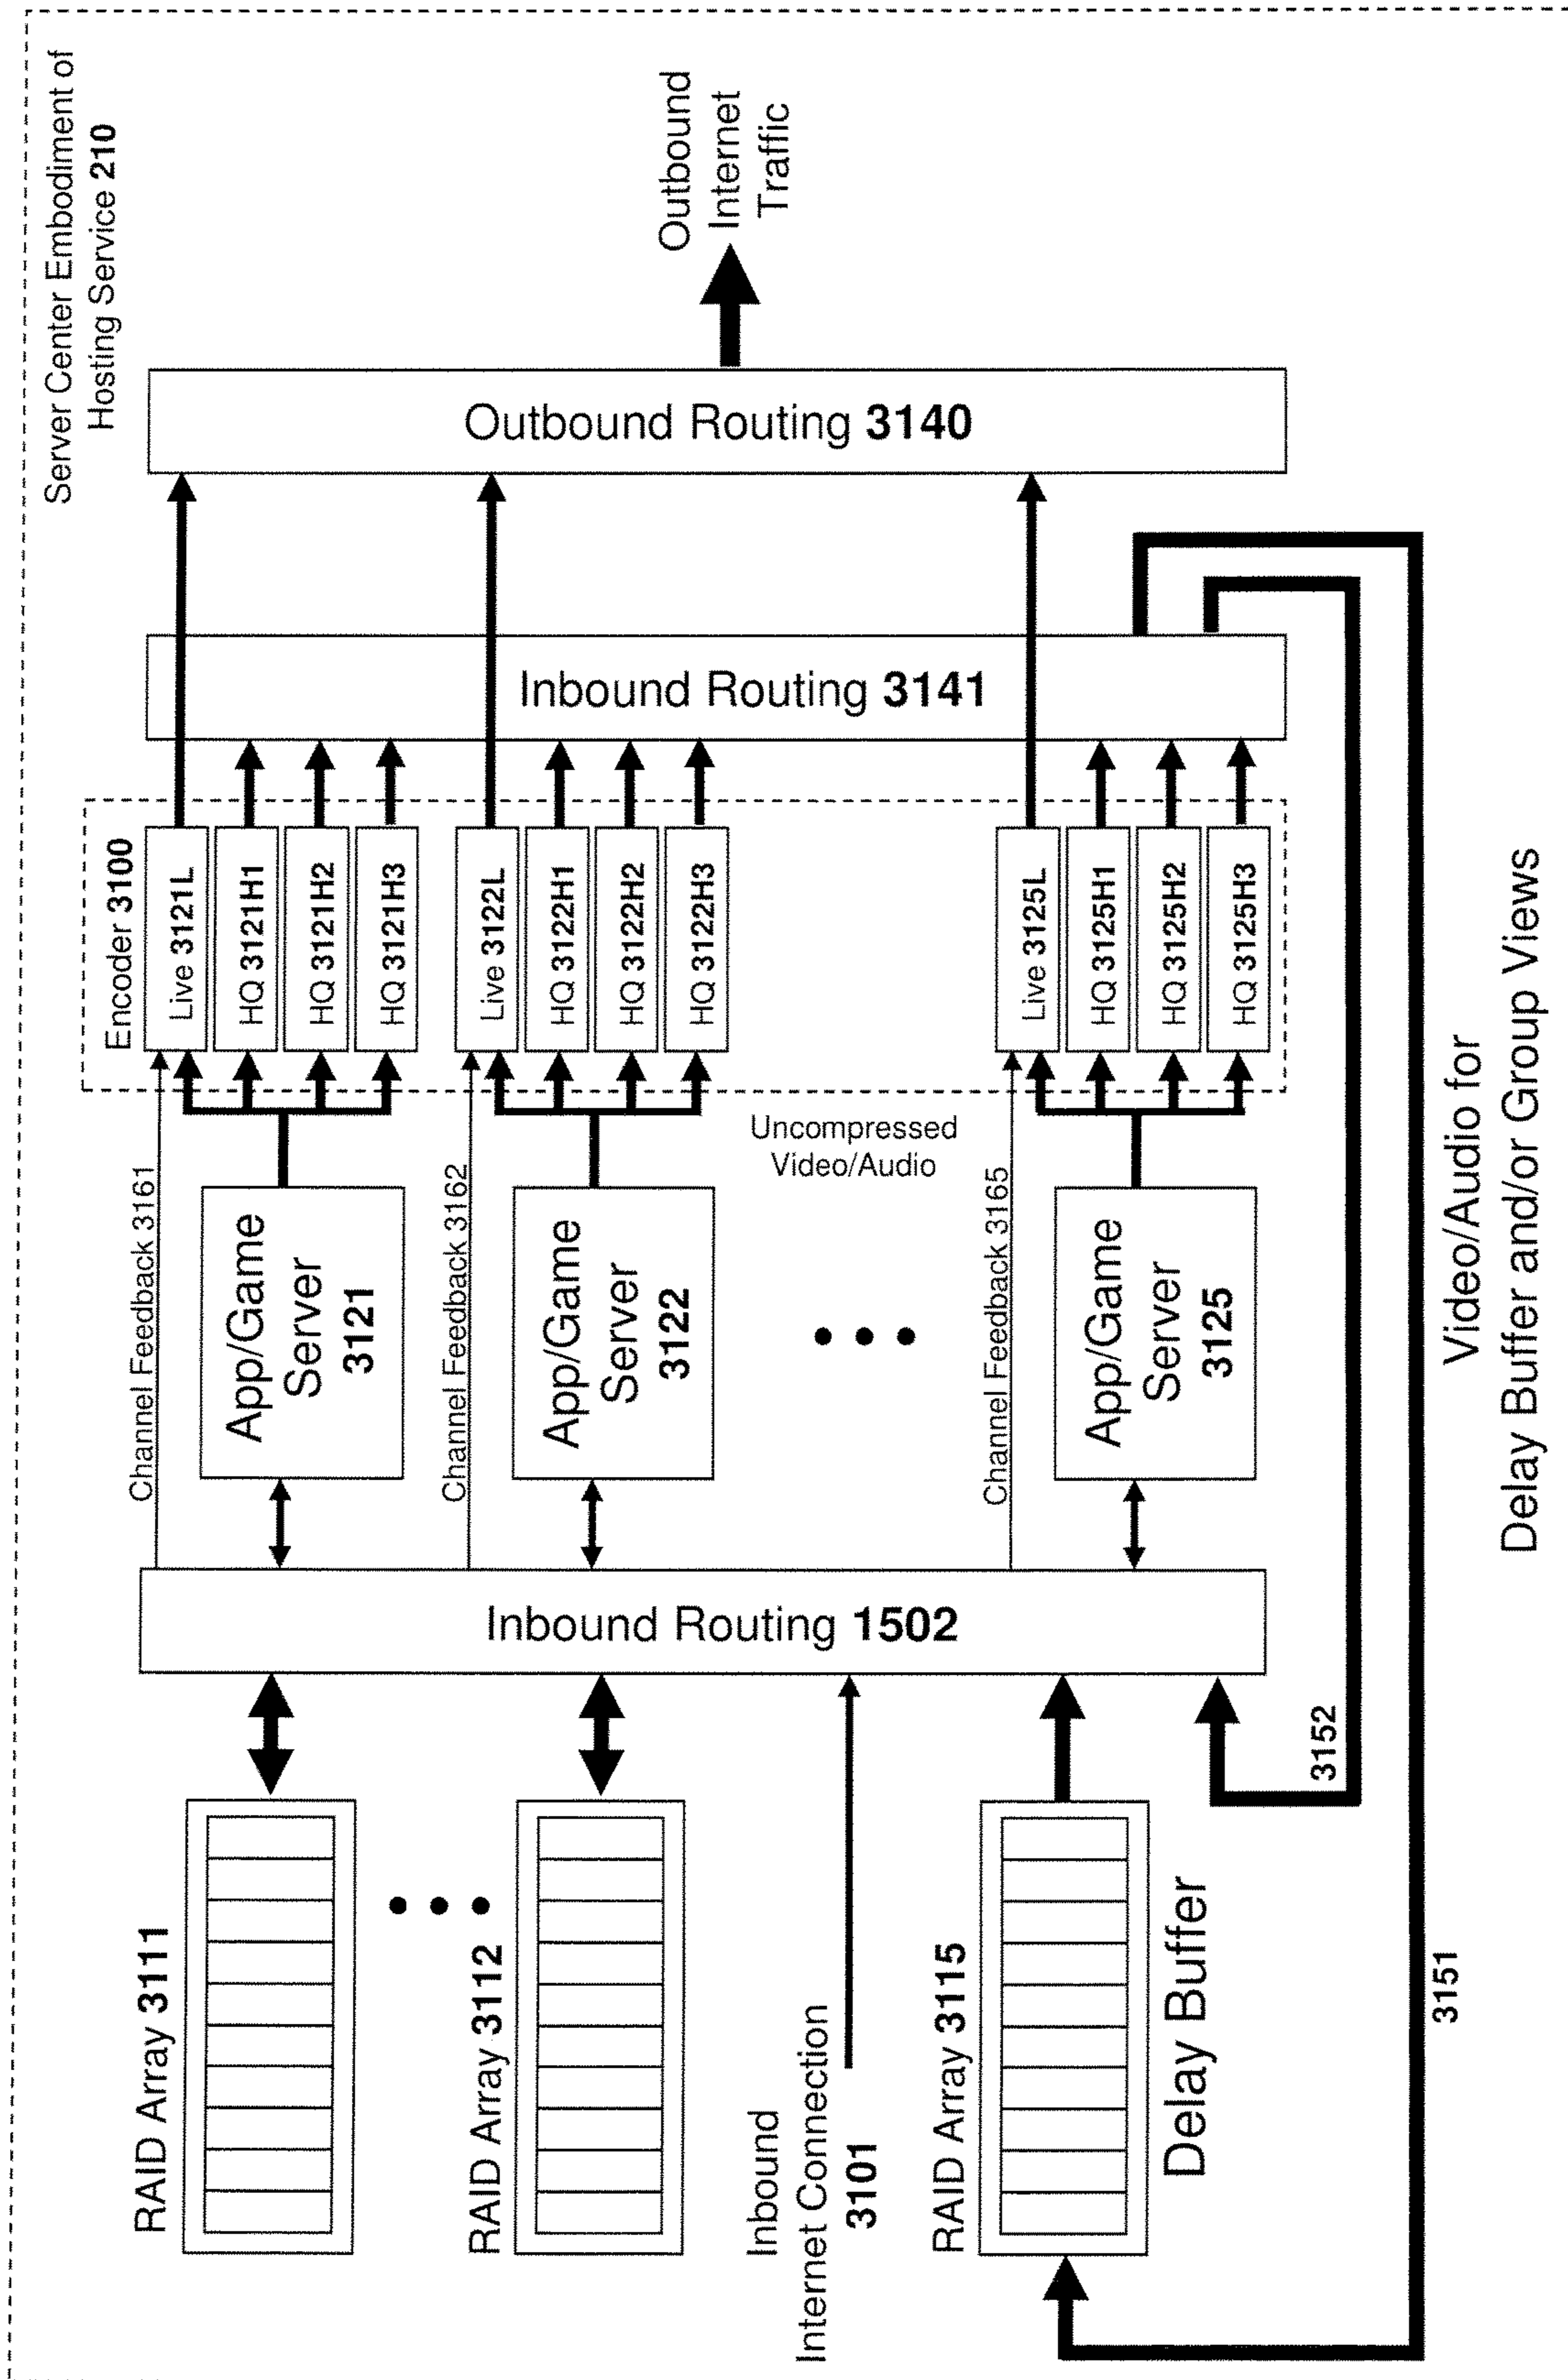 Server Center Embodiment of
Hosting Service 210
RAID Array 3111
RAID Array 3112
Inbound
Internet Connection
3101
RAID Array 3115
Delay Buffer
Inbound Routing 1502
Channel Feedback 3161
App/Game
Server
3121
Channel Feedback 3162
App/Game
Server
3122
Channel Feedback 3165
App/Game
Server
3125
Uncompressed
Video/Audio
Encoder 3100
Live 3121L
HQ 3121H1
HQ 3121H2
HQ 3121H3
Live 3122L
HQ 3122H1
HQ 3122H2
HQ 3122H3
Live 3125L
HQ 3125H1
HQ 3125H2
HQ 3125H3
Inbound Routing 3141
Outbound Routing 3140
Outbound
Internet
Traffic
3152
3151
Video/Audio for
Delay Buffer and/or Group Views